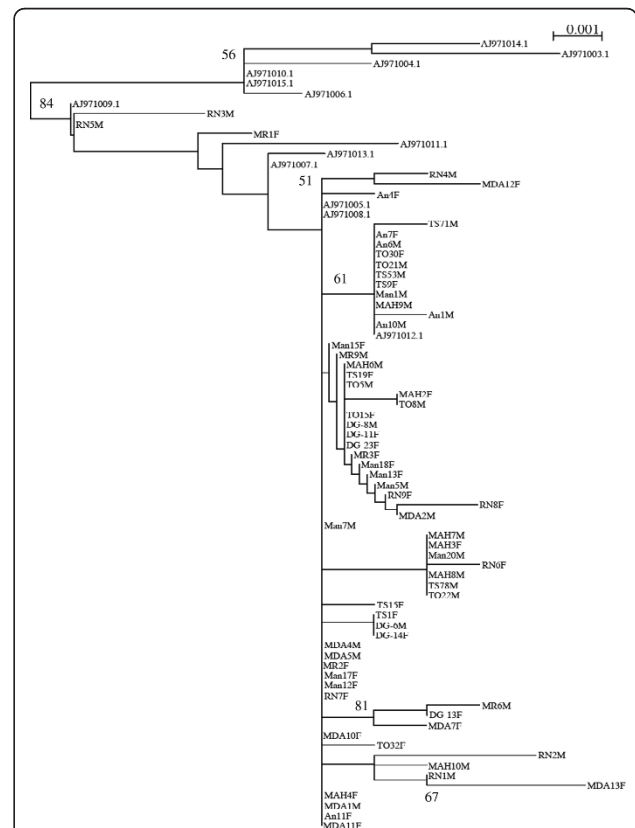 0.001
56
AJ971014.1
AJ971003.1
AJ971004.1
AJ971010.1
AJ971015.1
AJ971006.1
84
AJ971009.1
RN3M
RN5M
MR1F
AJ971011.1
AJ971013.1
AJ971007.1
51
RN4M
MDA12F
An4F
AJ971005.1
AJ971008.1
TS71M
An7F
An6M
TO30F
TO21M
TS53M
TS9F
61
Man1M
MAH9M
An1M
An10M
AJ971012.1
Man15F
MR9M
MAH6M
TS19F
TO5M
MAH2F
TO8M
TO15F
DG-8M
DG-11F
DG 23F
MR3F
Man18F
Man13F
Man5M
RN9F
RN8F
MDA2M
Man7M
MAH7M
MAH3F
Man20M
RN6F
MAH8M
TS78M
TO22M
TS15F
TS1F
DG-6M
DG-14F
MDA4M
MDA5M
MR2F
Man17F
Man12F
RN7F
81
MR6M
DG 13F
MDA7F
MDA10F
TO32F
RN2M
MAH10M
RN1M
MDA13F
67
MAH4F
MDA1M
An11F
MDA11F